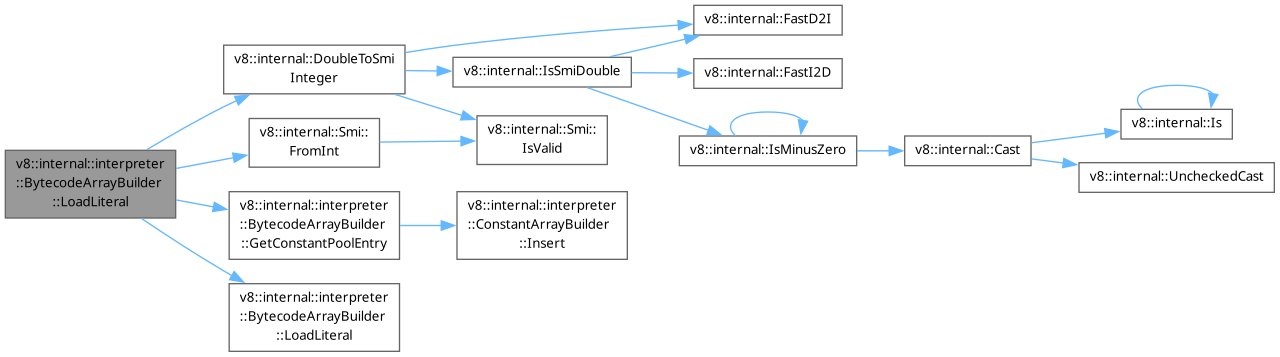 v8::internal::interpreter
::BytecodeArrayBuilder
::LoadLiteral
v8::internal::DoubleToSmi
Integer
v8::internal::Smi::
FromInt
v8::internal::interpreter
::BytecodeArrayBuilder
::GetConstantPoolEntry
v8::internal::interpreter
::BytecodeArrayBuilder
::LoadLiteral
v8::internal::IsSmiDouble
v8::internal::Smi::
IsValid
v8::internal::interpreter
::ConstantArrayBuilder
::Insert
v8::internal::FastD2I
v8::internal::FastI2D
v8::internal::IsMinusZero
v8::internal::Cast
v8::internal::Is
v8::internal::UncheckedCast